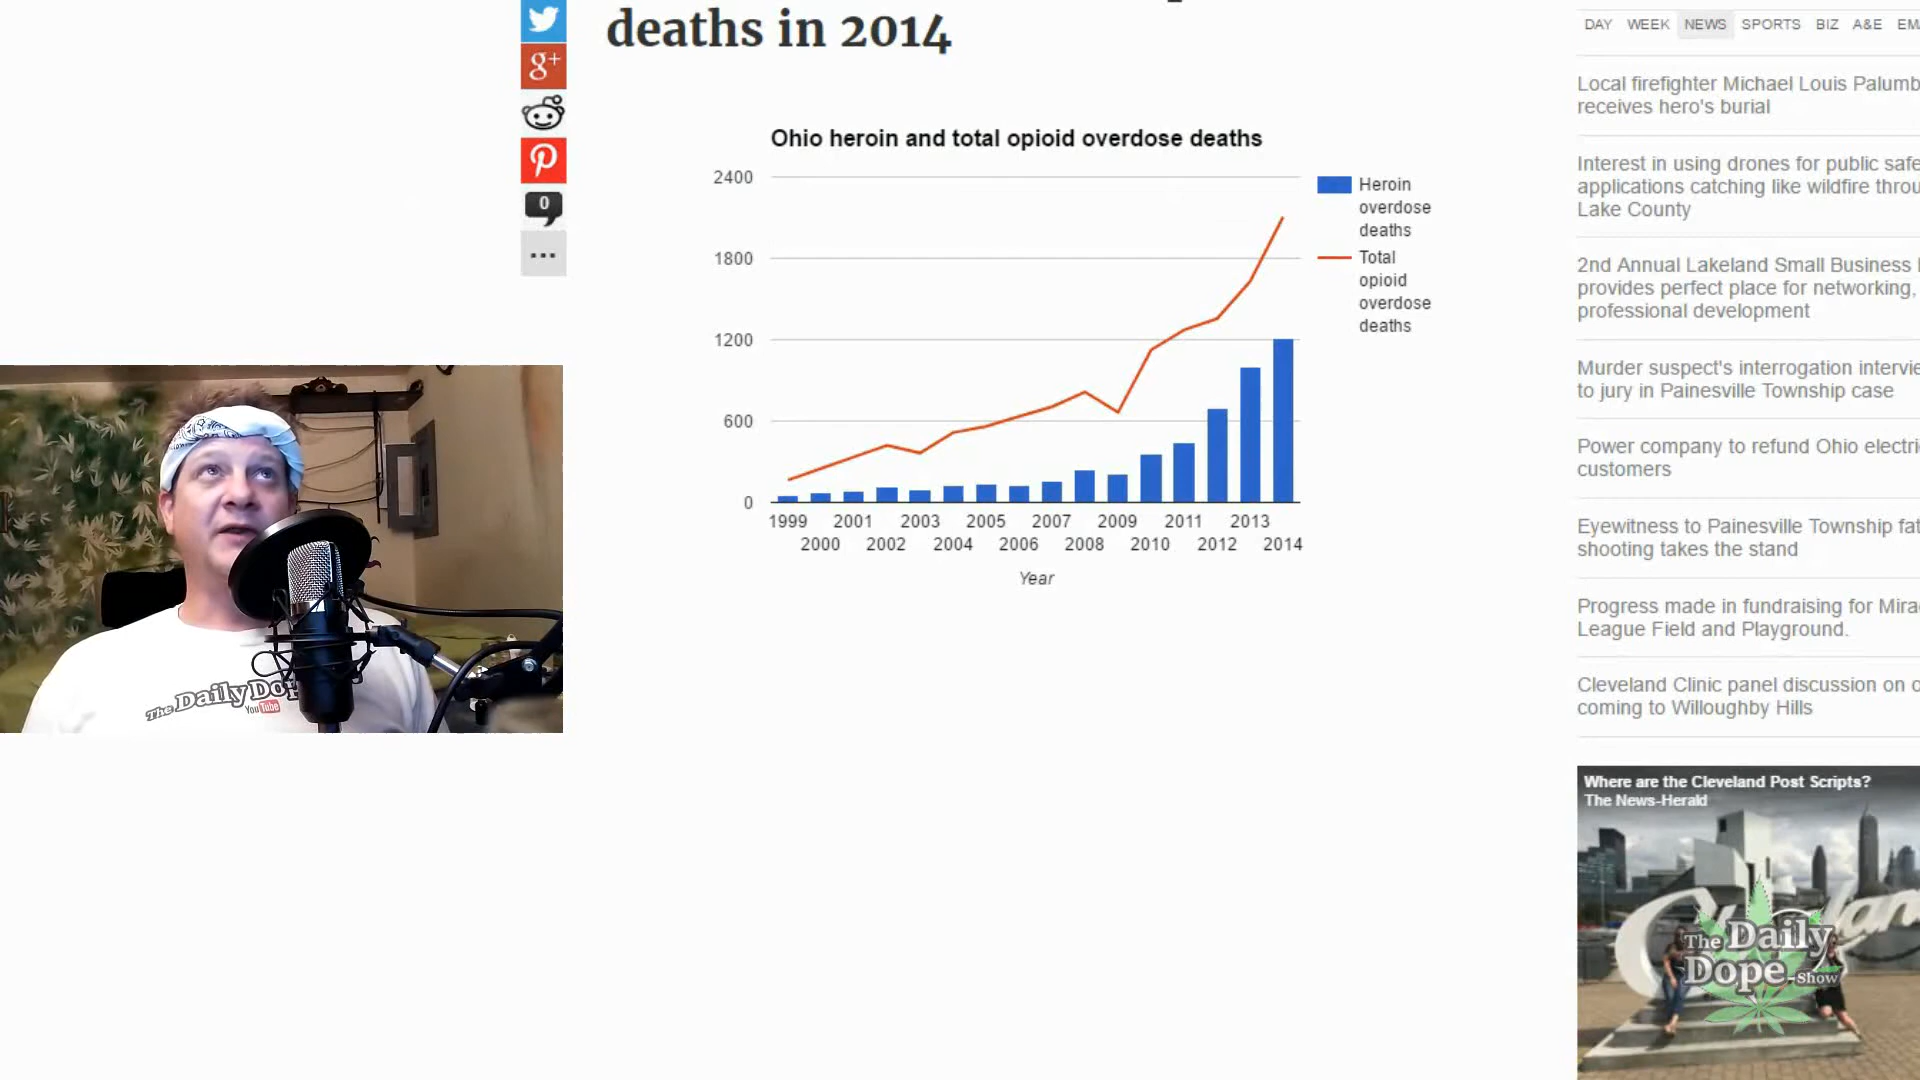 deaths in 2014
g+
0
...
Ohio heroin and total opioid overdose deaths
2400
1800
1200
600
0
1999
2001
2003
2005
2007
2009
2011
2013
2000
2002
2004
2006
2008
2010
2012
2014
Year
Heroin
overdose
deaths
Total
opioid
overdose
deaths
DAY WEEK NEWS SPORTS BIZ A&E
Local firefighter Michael Louis
receives hero's burial
Interest in using drones for public
applications catching like wildfire
Lake County
2nd Annual Lakeland Small Business
provides perfect place for networking,
professional development
Murder suspect's interrogation
to jury in Painesville Township case
Power company to refund Ohio
customers
Eyewitness to Painesville Township
shooting takes the stand
Progress made in fundraising for
League Field and Playground.
Cleveland Clinic panel discussion on
coming to Willoughby Hills
Where are the Cleveland Post Scripts?
The News-Herald
The Daily
Dope Show
The Daily
YouTube